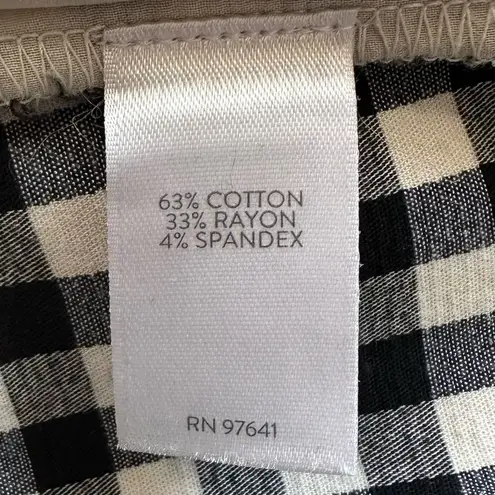 63% COTTON
33% RAYON
4% SPANDEX
RN 97641